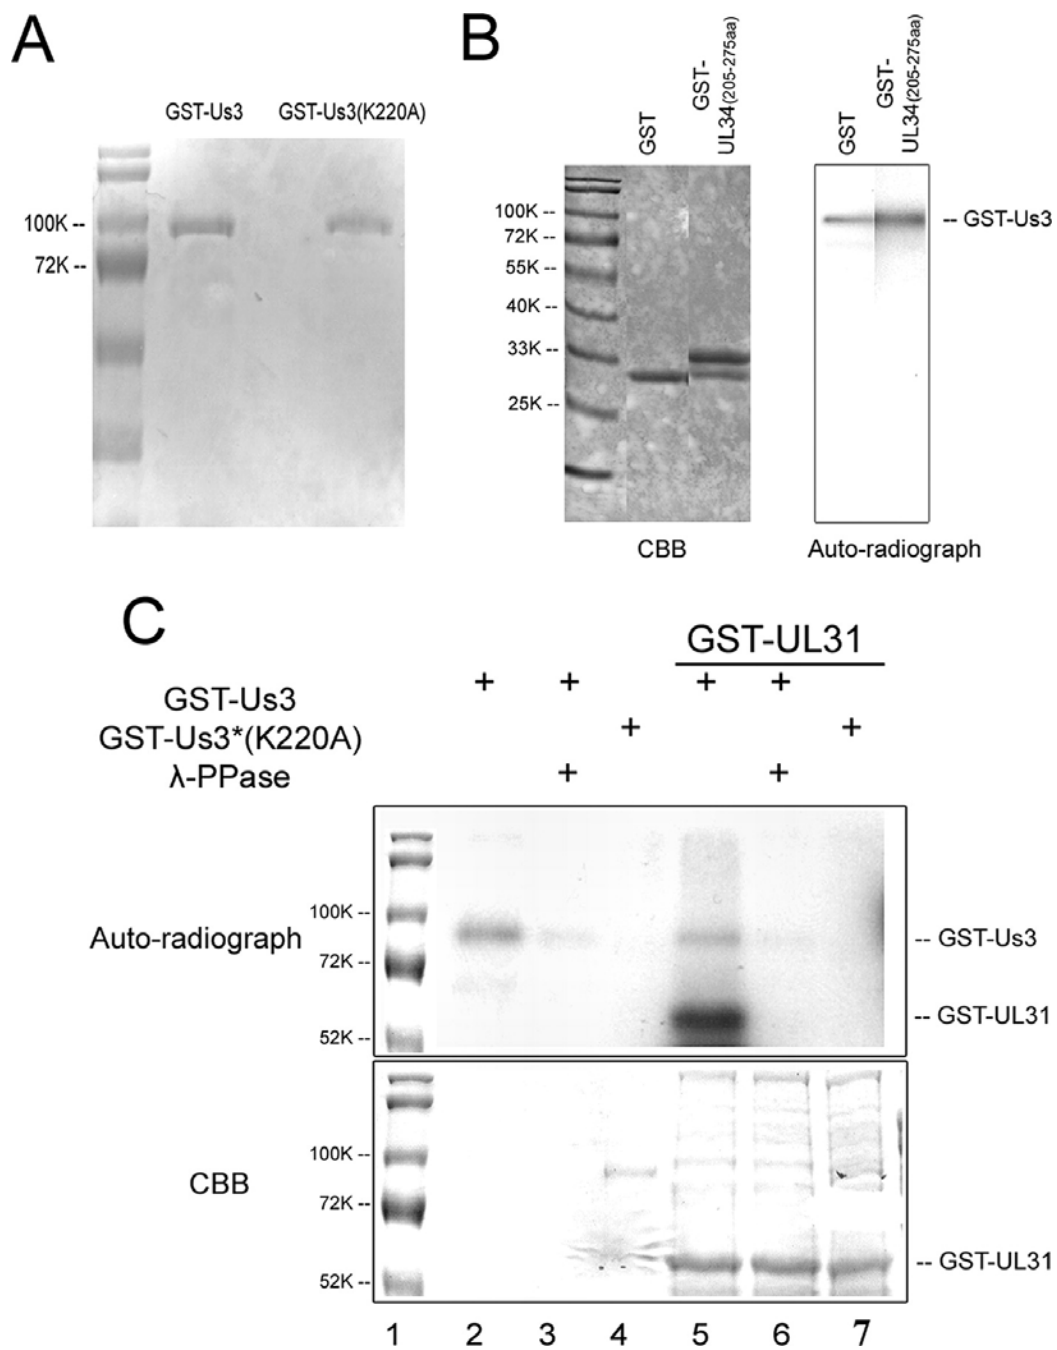 A
GST-Us3
GST-Us3(K220A)
100K --
72K --
B
GST
GST-
UL34(205-275aa)
100K --
72K --
55K --
40K --
33K --
25K --
CBB
GST
GST-
UL34(205-275aa)
-- GST-Us3
Auto-radiograph
C
GST-UL31
GST-Us3 + + + +
GST-Us3*(K220A) + +
λ-PPase + +
Auto-radiograph
100K --
72K --
52K --
-- GST-Us3
-- GST-UL31
CBB
100K --
72K --
52K --
-- GST-UL31
1 2 3 4 5 6 7